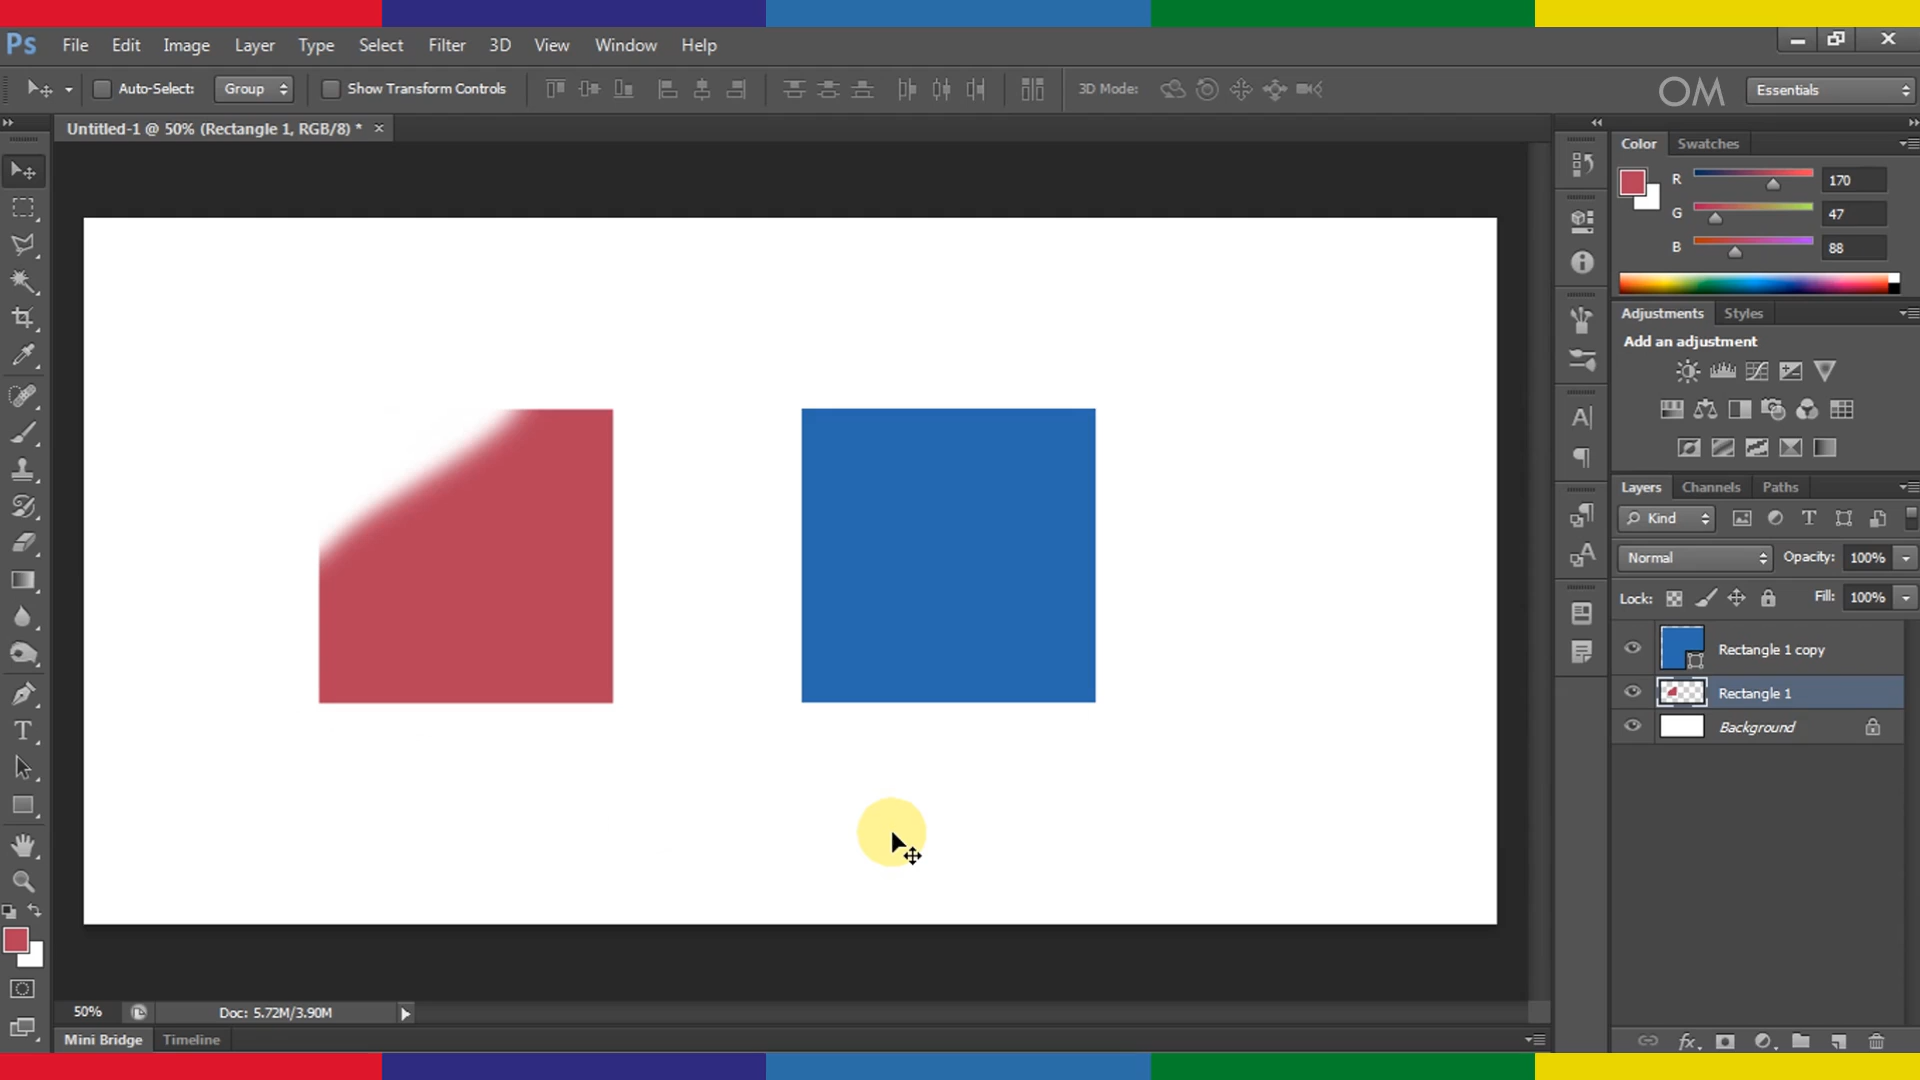 Ps File Edit Image Layer Type Select Filter 3D View Window Help
Auto-Select: Group Show Transform Controls 3D Mode: OM Essentials
Untitled-1 @ 50% (Rectangle 1, RGB/8) * ×
Color Swatches
R 170
G 47
B 88
Adjustments Styles
Add an adjustment
Layers Channels Paths
Kind
Normal Opacity: 100%
Lock: Fill: 100%
Rectangle 1 copy
Rectangle 1
Background
50% Doc: 5.72M/3.90M
Mini Bridge Timeline